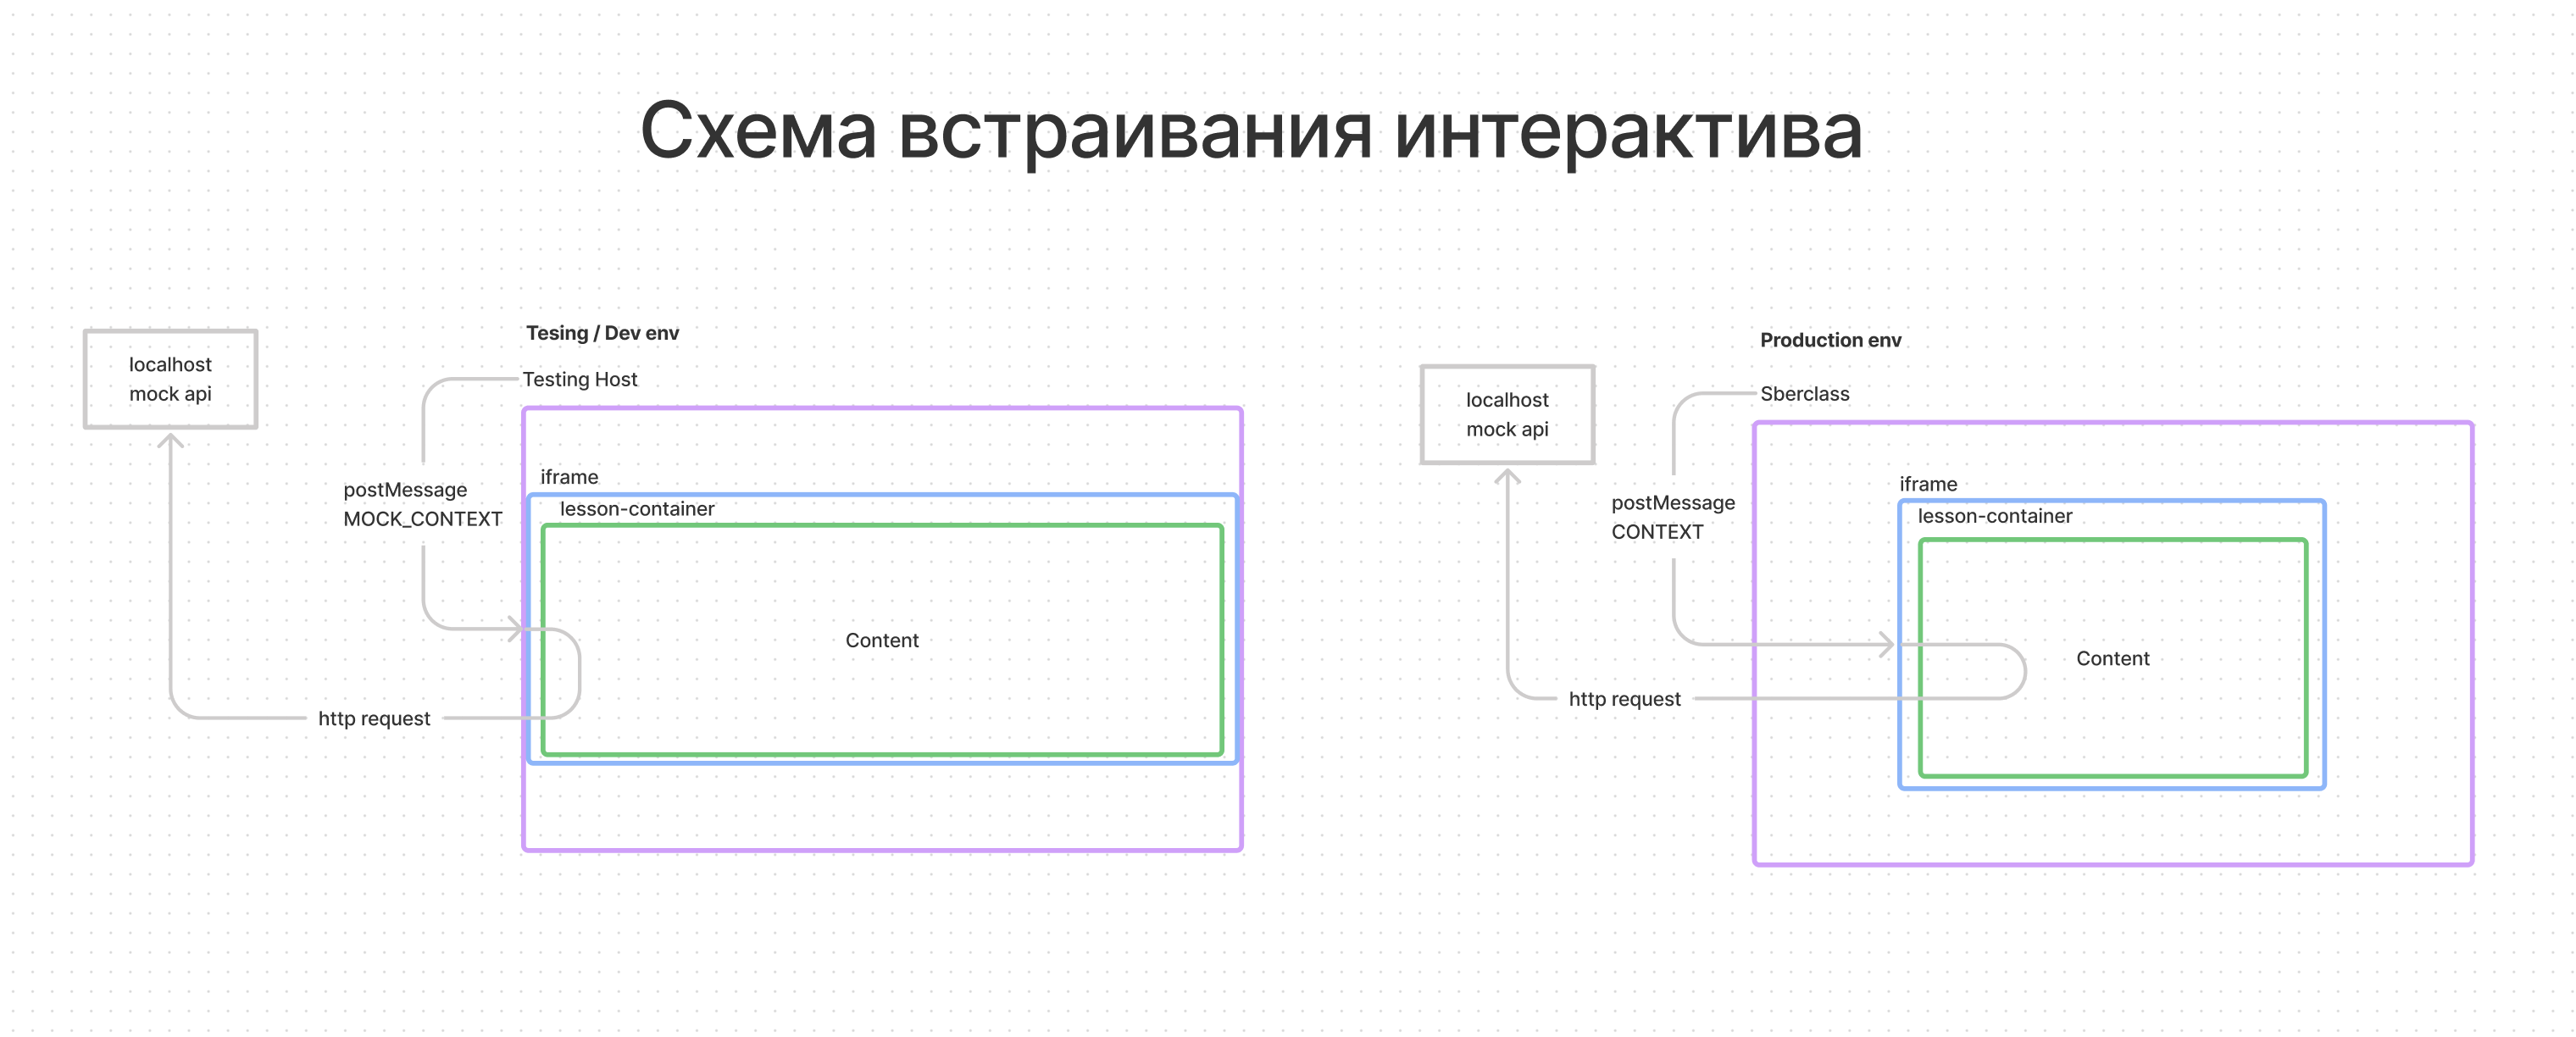 Схема встраивания интерактива
Tesing / Dev env
Testing Host
localhost
mock api
iframe
postMessage
MOCK_CONTEXT
lesson-container
Content
http request
Production env
Sberclass
localhost
mock api
iframe
postMessage
CONTEXT
lesson-container
Content
http request